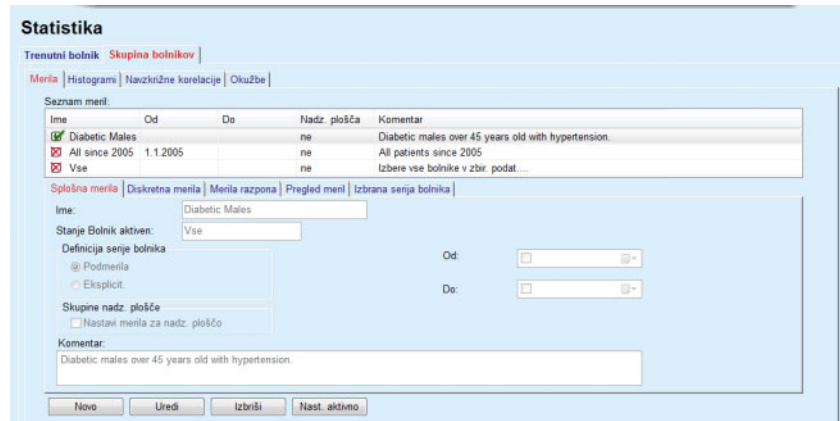 Statistika
Trenutni bolnik Skupina bolnikov
Merila Histogrami Navzkrižne korelacije Okužbe
Seznam meril:
Ime Od Do Nadz. plošča Komentar
Diabetic Males ne Diabetic males over 45 years old with hypertension.
All since 2005 1.1.2005 ne All patients since 2005
Vse ne Izbere vse bolnike v zbir. podat....
Splošna merila Diskretna merila Merila razpona Pregled meril Izbrana serija bolnika
Ime: Diabetic Males
Stanje Bolnik aktiven: Vse
Definicija serije bolnika
Od:
Podmerila
Eksplicit.
Do:
Skupine nadz. plošče
Nastavi merila za nadz. ploščo
Komentar:
Diabetic males over 45 years old with hypertension.
Novo Uredi Izbriši Nast. aktivno